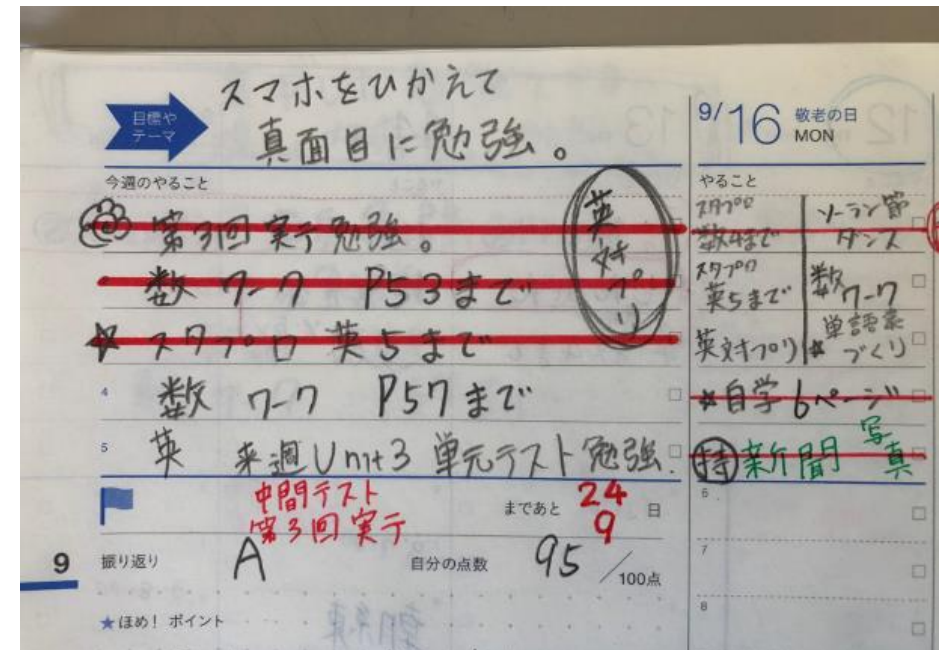 目標や
テーマ
スマホをひかえて
真面目に勉強。
今週のやること
第3回実テ勉強。
数 ワーク P53まで
スタプロ 英5まで
4 数 ワーク P57まで
5 英 来週Unit3 単元テスト勉強.
英対プリ
中間テスト
第3回実テ
まであと 24 日
9
9
振り返り A
自分の点数 95 /100点
★ほめ! ポイント
9/16 敬老の日
MON
やること
スタプロ
数4まで
ソーラン節
ダンス
スタプロ
英5まで
数ワーク
英対プリ
単語帳
づくり
自学6ページ
持 新聞 写真
6
7
8